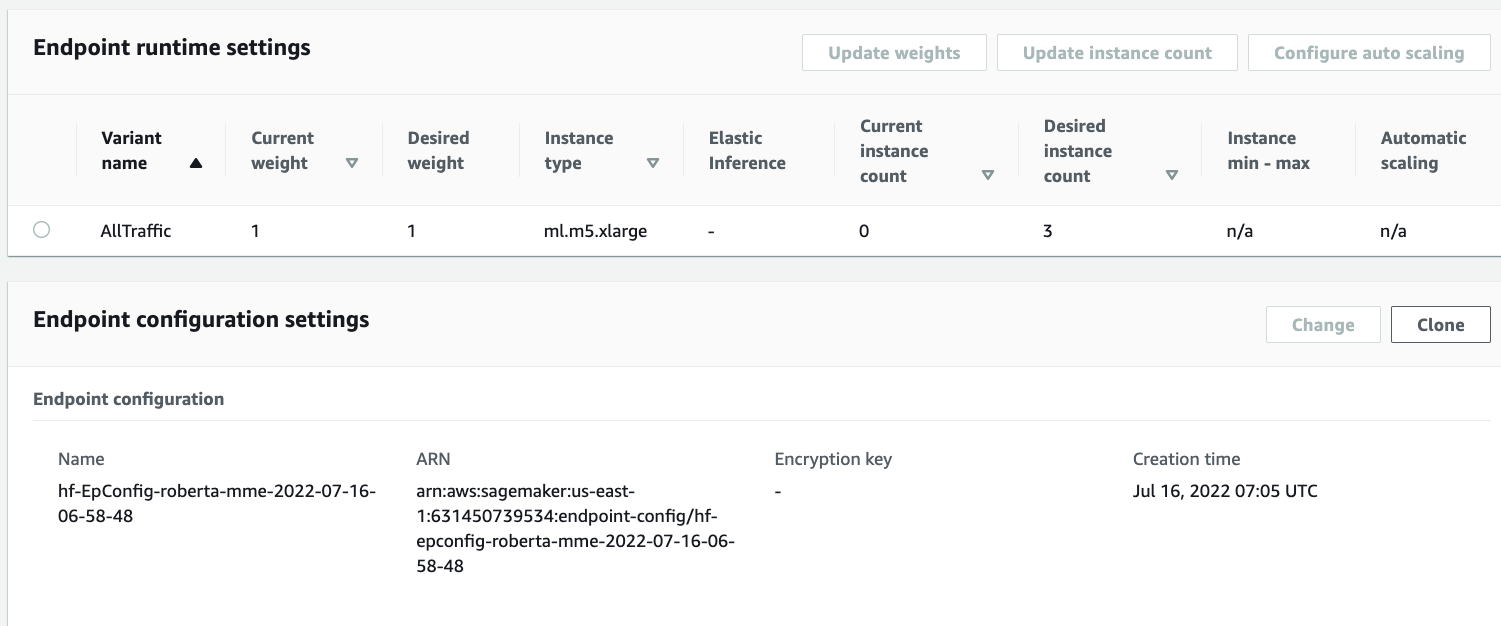 Endpoint runtime settings
Update weights
Update instance count
Configure auto scaling
Variant name
Current weight
Desired weight
Instance type
Elastic Inference
Current instance count
Desired instance count
Instance min - max
Automatic scaling
AllTraffic 1 1 ml.m5.xlarge - 0 3 n/a n/a
Endpoint configuration settings
Change
Clone
Endpoint configuration
Name
hf-EpConfig-roberta-mme-2022-07-16-
06-58-48
ARN
arn:aws:sagemaker:us-east-
1:631450739534:endpoint-config/hf-
epconfig-roberta-mme-2022-07-16-06-
58-48
Encryption key
-
Creation time
Jul 16, 2022 07:05 UTC